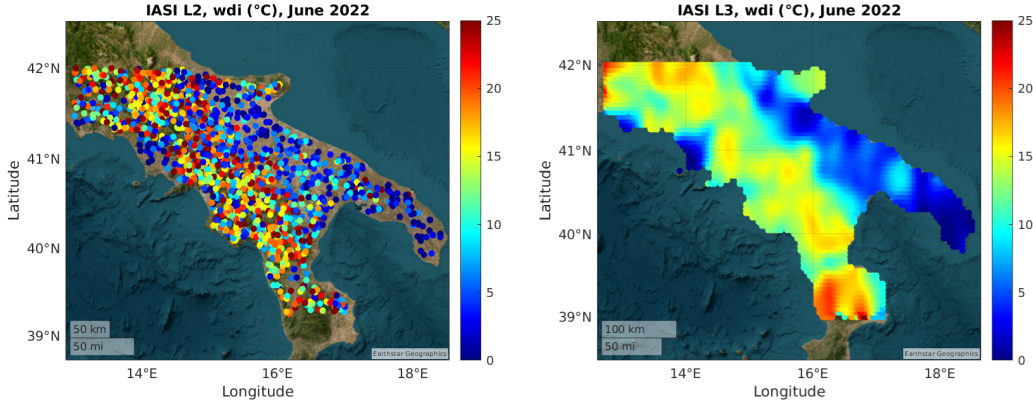 IASI L2, wdi (°C), June 2022
42°N
41°N
40°N
39°N
Latitude
14°E
16°E
18°E
Longitude
50 km
50 mi
Earthstar Geographics
25
20
15
10
5
0
IASI L3, wdi (°C), June 2022
42°N
41°N
40°N
39°N
Latitude
14°E
16°E
18°E
Longitude
100 km
50 mi
Earthstar Geographics
25
20
15
10
5
0